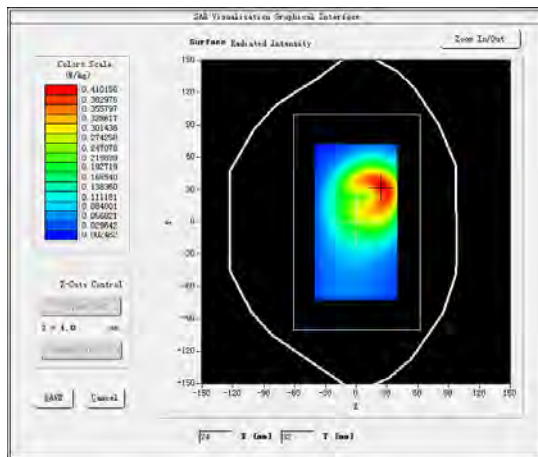 SAR Visualisation Graphical Interface
Surface Radiated Intensity
Zoom In/Out
Colors Scale
(W/kg)
0.410156
0.382976
0.355797
0.328617
0.301438
0.274258
0.247078
0.219899
0.192719
0.165540
0.138360
0.111181
0.084001
0.056821
0.029642
0.002462
150
120
90
60
30
0
-30
-60
-90
-120
-150
Y
-150 -120 -90 -60 -30 0 30 60 90 120 150
X
Z-Cuts Control
Z = 4.0 mm
SAVE Cancel
24 X [mm] 32 Y [mm]